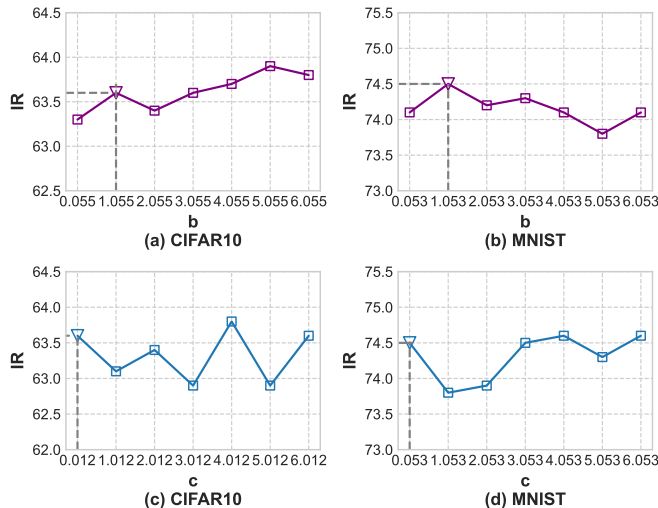 64.5
64.0
63.5
63.0
62.5
IR
0.055 1.055 2.055 3.055 4.055 5.055 6.055
b
(a) CIFAR10
75.5
75.0
74.5
74.0
73.5
73.0
IR
0.053 1.053 2.053 3.053 4.053 5.053 6.053
b
(b) MNIST
64.5
64.0
63.5
63.0
62.5
62.0
IR
0.012 1.012 2.012 3.012 4.012 5.012 6.012
c
(c) CIFAR10
75.5
75.0
74.5
74.0
73.5
73.0
IR
0.053 1.053 2.053 3.053 4.053 5.053 6.053
c
(d) MNIST